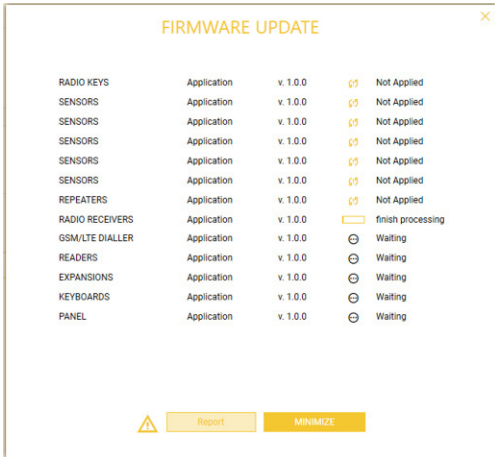 FIRMWARE UPDATE
RADIO KEYS Application v. 1.0.0 Not Applied
SENSORS Application v. 1.0.0 Not Applied
SENSORS Application v. 1.0.0 Not Applied
SENSORS Application v. 1.0.0 Not Applied
SENSORS Application v. 1.0.0 Not Applied
SENSORS Application v. 1.0.0 Not Applied
REPEATERS Application v. 1.0.0 Not Applied
RADIO RECEIVERS Application v. 1.0.0 finish processing
GSM/LTE DIALLER Application v. 1.0.0 Waiting
READERS Application v. 1.0.0 Waiting
EXPANSIONS Application v. 1.0.0 Waiting
KEYBOARDS Application v. 1.0.0 Waiting
PANEL Application v. 1.0.0 Waiting
Report MINIMIZE